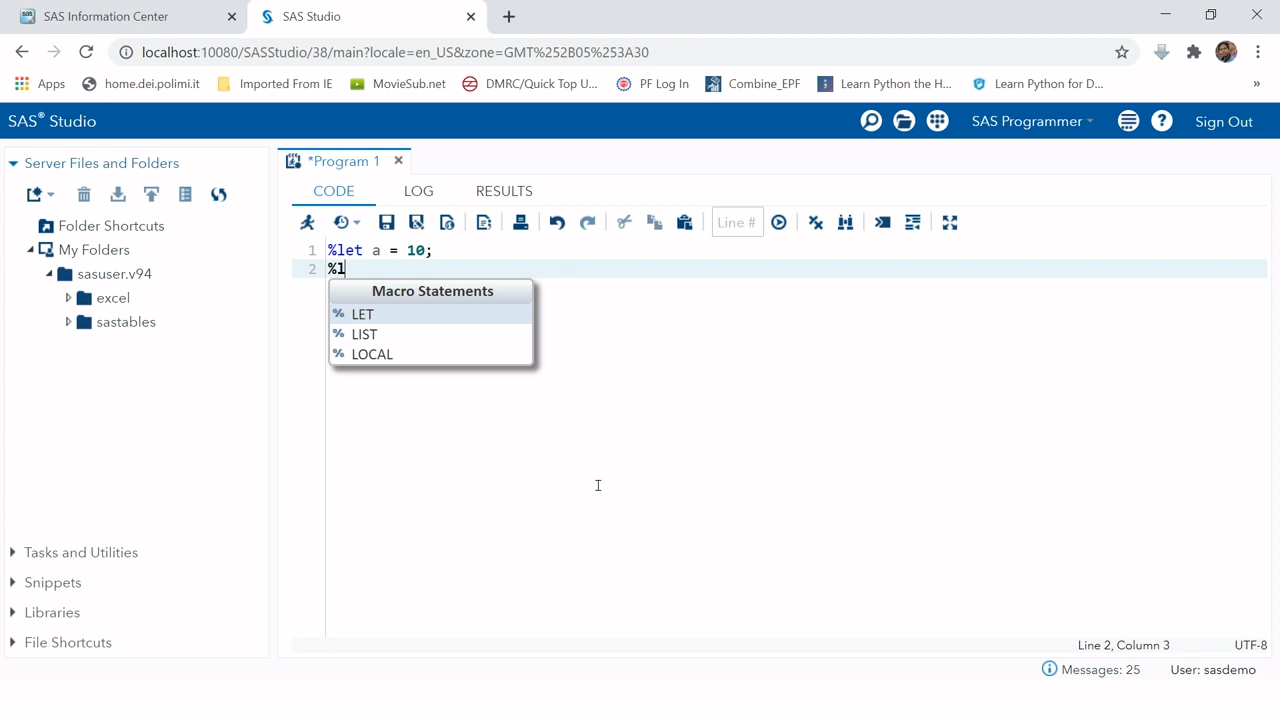 SAS Information Center
SAS Studio
localhost:10080/SASStudio/38/main?locale=en_US&zone=GMT%252B05%253A30
Apps home.dei.polimi.it Imported From IE MovieSub.net DMRC/Quick Top U... PF Log In Combine_EPF Learn Python the H... Learn Python for D... »
SAS® Studio SAS Programmer Sign Out
Server Files and Folders
Folder Shortcuts
My Folders
sasuser.v94
excel
sastables
Tasks and Utilities
Snippets
Libraries
File Shortcuts
*Program 1
CODE LOG RESULTS
Line #
1 %let a = 10;
2 %l
Macro Statements
% LET
% LIST
% LOCAL
Line 2, Column 3 UTF-8
Messages: 25 User: sasdemo